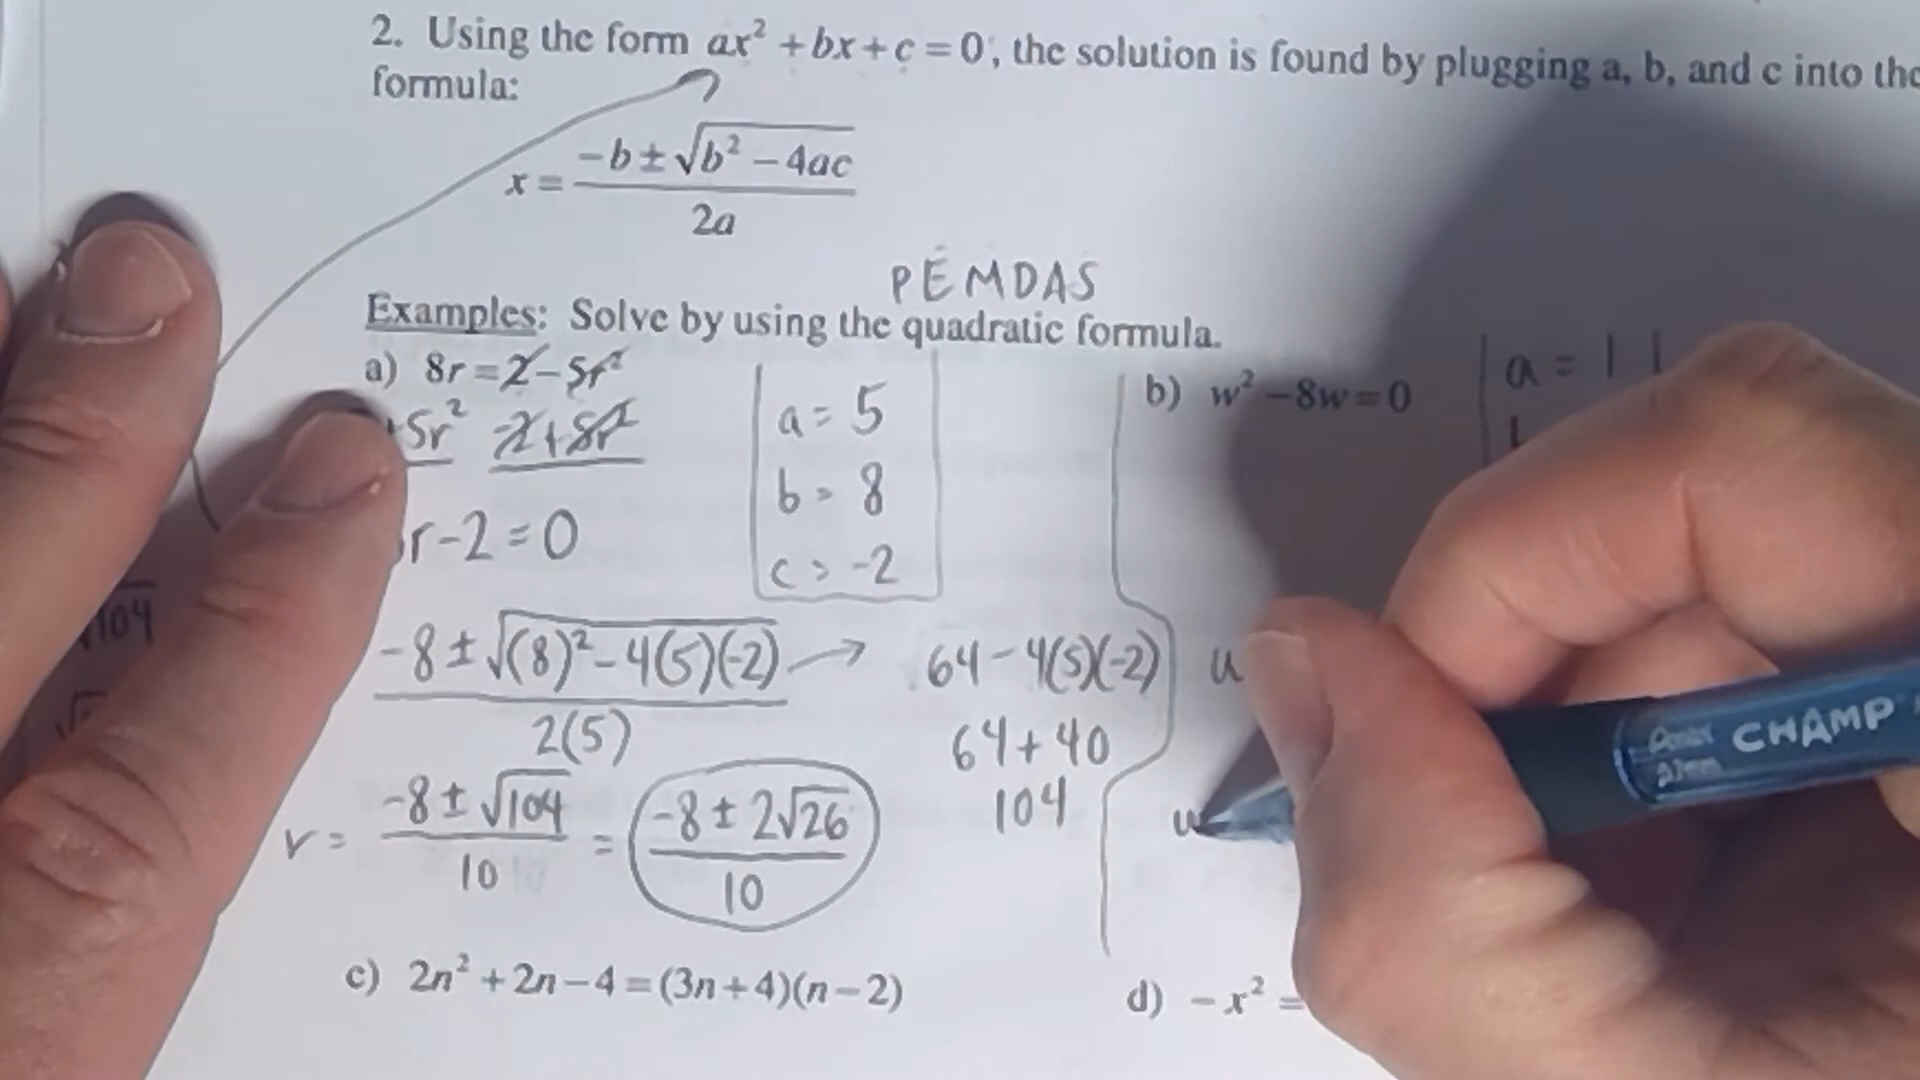 2. Using the form ax² + bx + c = 0, the solution is found by plugging a, b, and c into the
formula:
x = (-b ± √(b² - 4ac)) / 2a
PEMDAS
Examples: Solve by using the quadratic formula.
a) 8r = 2 - 5r²
+5r² -2 + 5r²
r - 2 = 0
a = 5
b = 8
c = -2
(-8 ± √((8)² - 4(5)(-2))) / 2(5) →
64 - 4(5)(-2)
64 + 40
104
r = (-8 ± √104) / 10 = (-8 ± 2√26) / 10
√104
b) w² - 8w = 0
a = 1
w
CHAMP
c) 2n² + 2n - 4 = (3n + 4)(n - 2)
d) -x² =